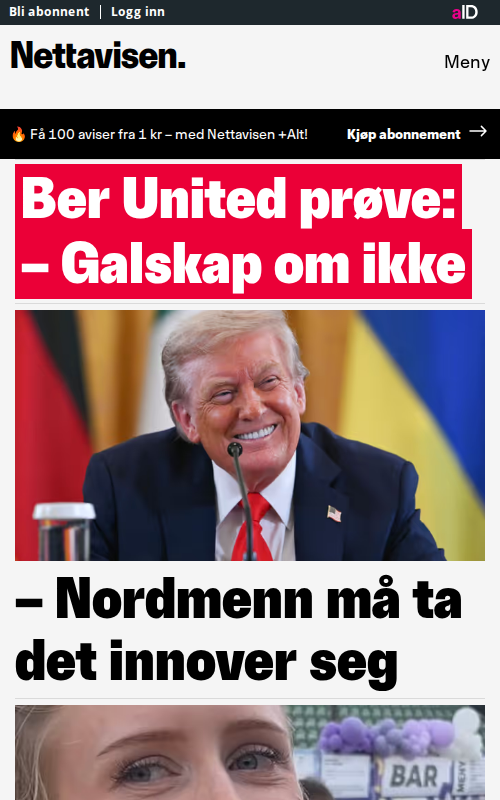 Bli abonnent | Logg inn
aID
Nettavisen.
Meny
🔥 Få 100 aviser fra 1 kr – med Nettavisen +Alt!
Kjøp abonnement →
Ber United prøve:
– Galskap om ikke
– Nordmenn må ta
det innover seg
BAR
MENY